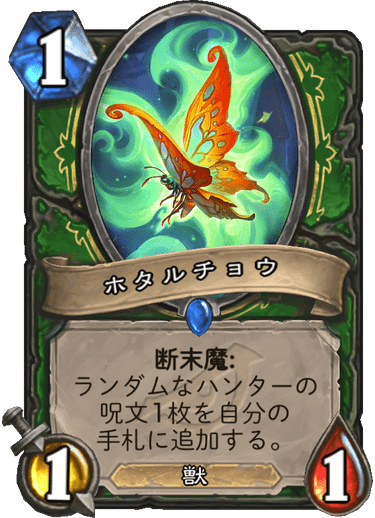 1
ホタルチョウ
断末魔:
ランダムなハンターの
呪文1枚を自分の
手札に追加する。
獣
1
1